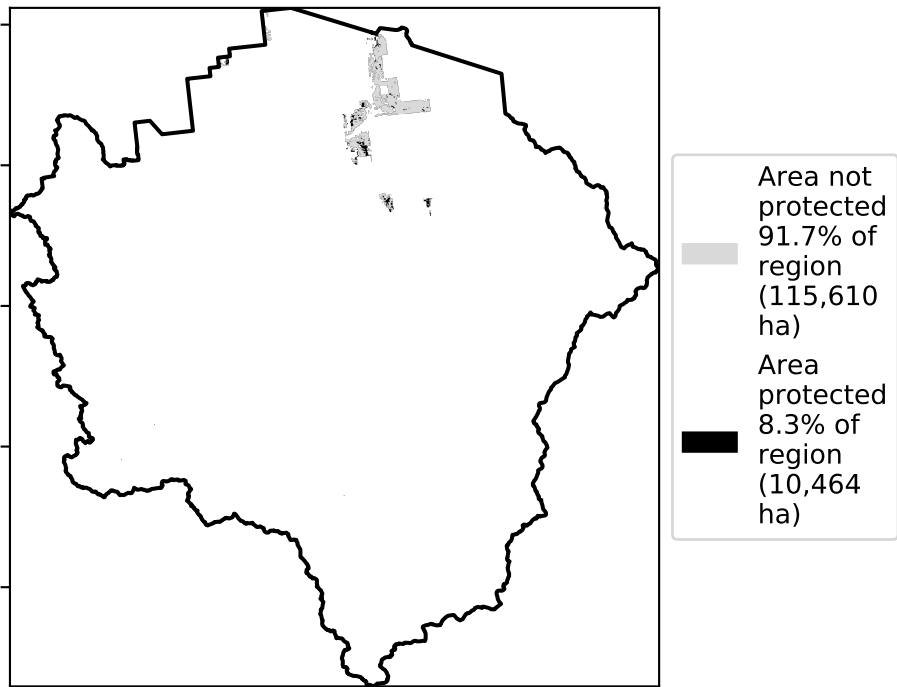 Area not
protected
91.7% of
region
(115,610
ha)
Area
protected
8.3% of
region
(10,464
ha)